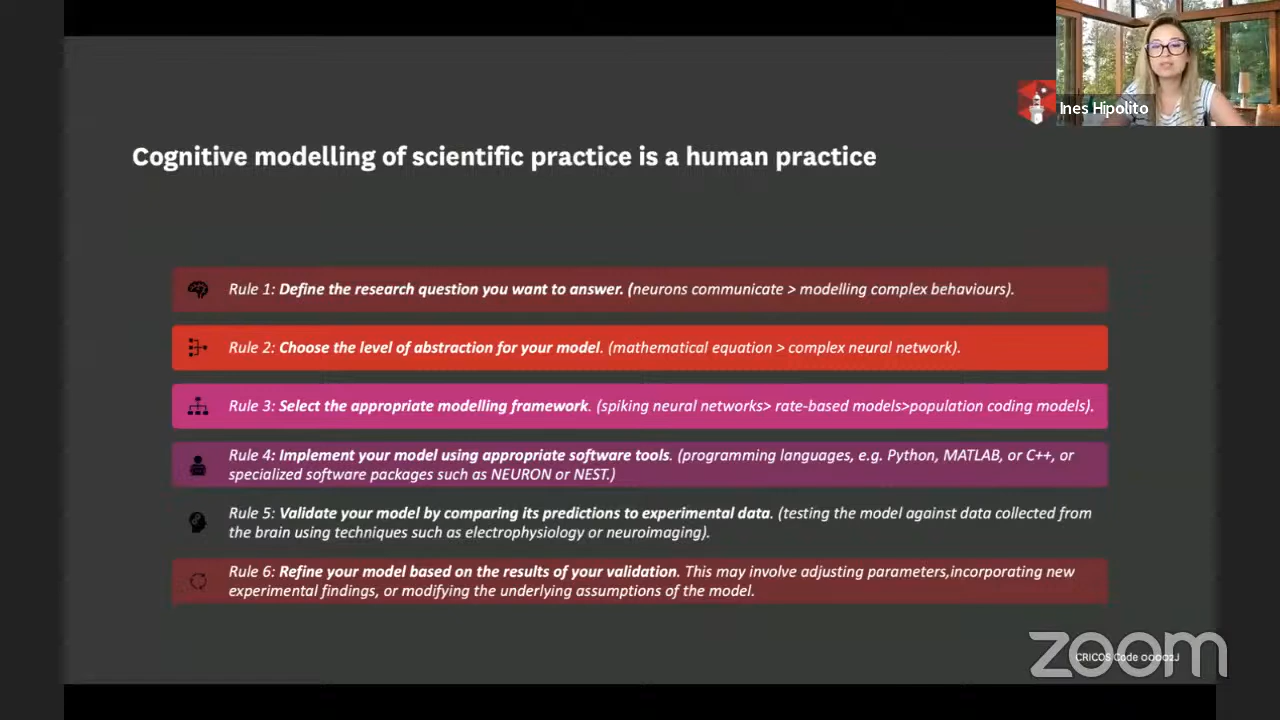 Ines Hipolito
Cognitive modelling of scientific practice is a human practice
Rule 1: Define the research question you want to answer. (neurons communicate > modelling complex behaviours).
Rule 2: Choose the level of abstraction for your model. (mathematical equation > complex neural network).
Rule 3: Select the appropriate modelling framework. (spiking neural networks> rate-based models>population coding models).
Rule 4: Implement your model using appropriate software tools. (programming languages, e.g. Python, MATLAB, or C++, or
specialized software packages such as NEURON or NEST.)
Rule 5: Validate your model by comparing its predictions to experimental data. (testing the model against data collected from
the brain using techniques such as electrophysiology or neuroimaging).
Rule 6: Refine your model based on the results of your validation. This may involve adjusting parameters,incorporating new
experimental findings, or modifying the underlying assumptions of the model.
zoom
CRICOS Code 00002J